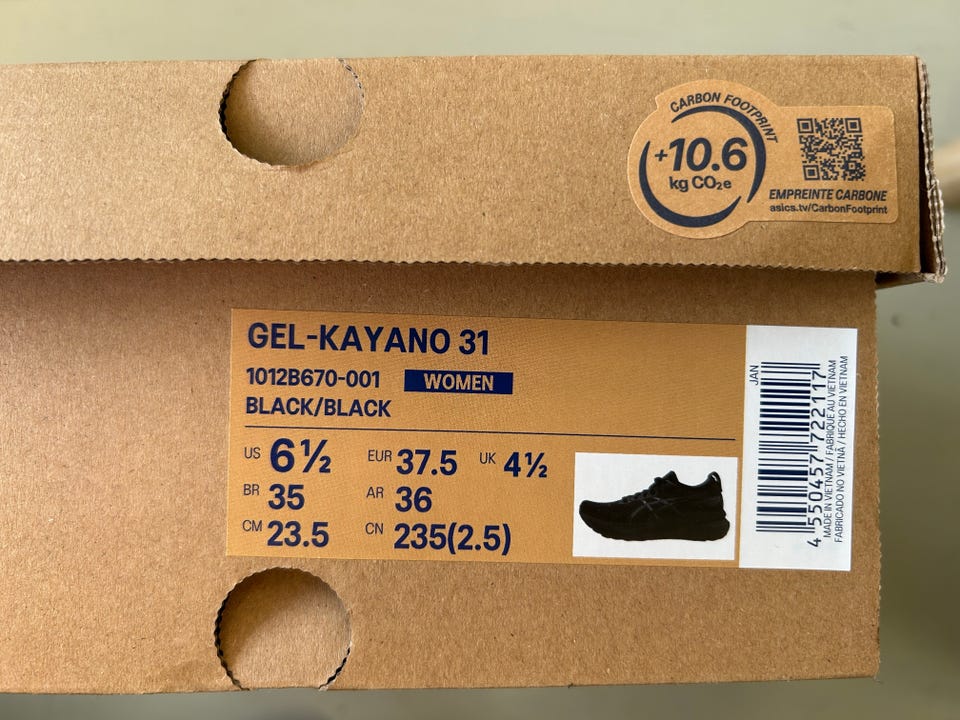 CARBON FOOTPRINT
+10.6
kg CO₂e
EMPREINTE CARBONE
asics.tv/CarbonFootprint
GEL-KAYANO 31
1012B670-001 WOMEN
BLACK/BLACK
US 6½ EUR 37.5 UK 4½
BR 35 AR 36
CM 23.5 CN 235(2.5)
JAN
4 550457 722117
MADE IN VIETNAM / FABRIQUÉ AU VIETNAM
FABRICADO NO VIETNÃ / HECHO EN VIETNAM